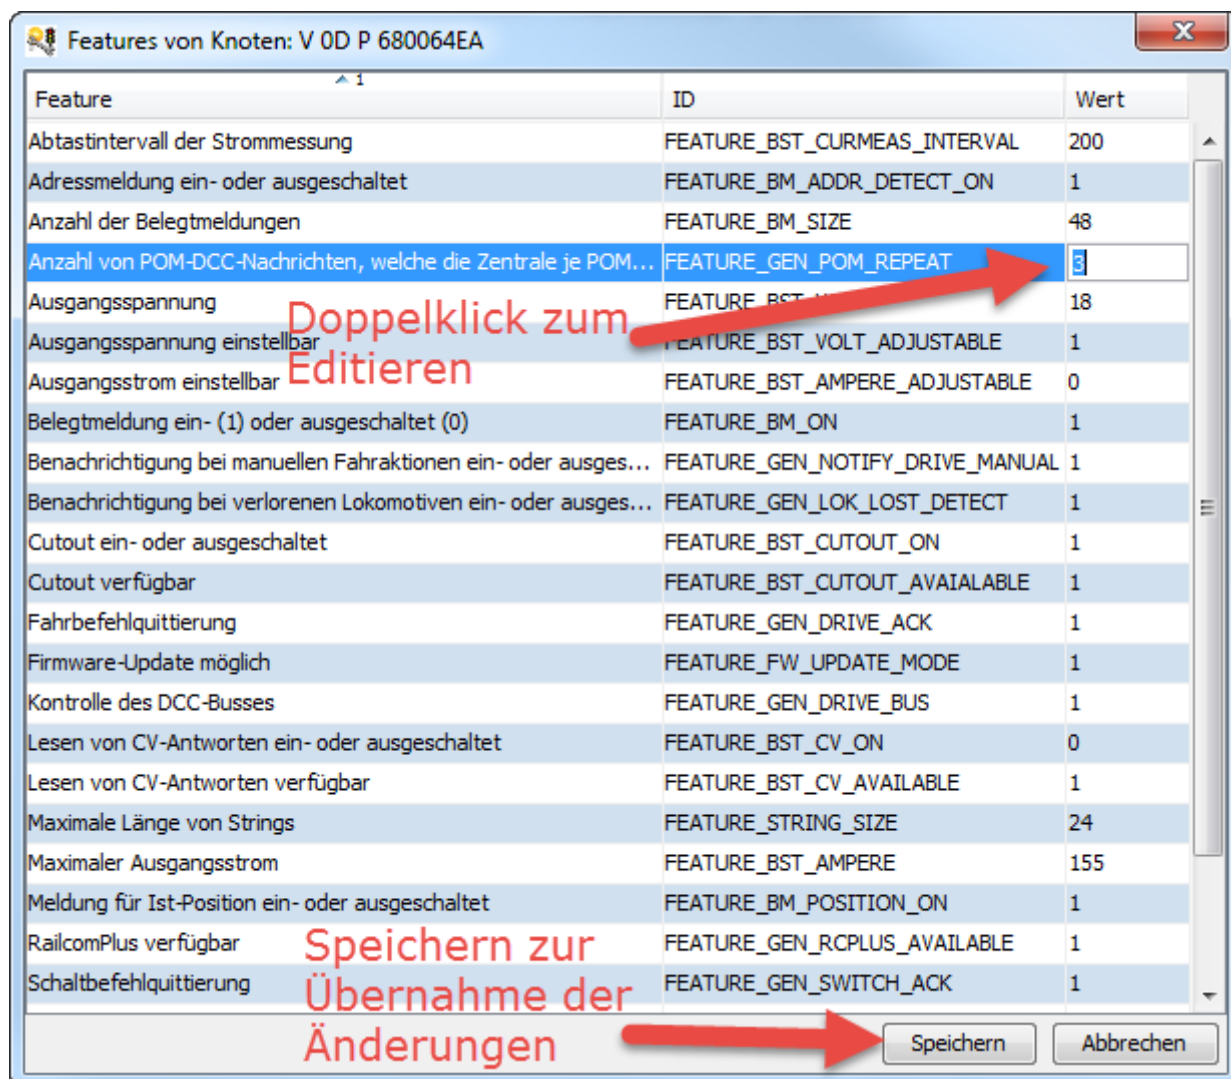 Features von Knoten: V 0D P 680064EA
1
Feature ID Wert
Abtastintervall der Strommessung FEATURE_BST_CURMEAS_INTERVAL 200
Adressmeldung ein- oder ausgeschaltet FEATURE_BM_ADDR_DETECT_ON 1
Anzahl der Belegtmeldungen FEATURE_BM_SIZE 48
Anzahl von POM-DCC-Nachrichten, welche die Zentrale je POM... FEATURE_GEN_POM_REPEAT 3
Ausgangsspannung 18
Ausgangsspannung einstellbar FEATURE_BST_VOLT_ADJUSTABLE 1
Ausgangsstrom einstellbar FEATURE_BST_AMPERE_ADJUSTABLE 0
Doppelklick zum
Editieren
Belegtmeldung ein- (1) oder ausgeschaltet (0) FEATURE_BM_ON 1
Benachrichtigung bei manuellen Fahraktionen ein- oder ausges... FEATURE_GEN_NOTIFY_DRIVE_MANUAL 1
Benachrichtigung bei verlorenen Lokomotiven ein- oder ausges... FEATURE_GEN_LOK_LOST_DETECT 1
Cutout ein- oder ausgeschaltet FEATURE_BST_CUTOUT_ON 1
Cutout verfügbar FEATURE_BST_CUTOUT_AVAIALABLE 1
Fahrbefehlquittierung FEATURE_GEN_DRIVE_ACK 1
Firmware-Update möglich FEATURE_FW_UPDATE_MODE 1
Kontrolle des DCC-Busses FEATURE_GEN_DRIVE_BUS 1
Lesen von CV-Antworten ein- oder ausgeschaltet FEATURE_BST_CV_ON 0
Lesen von CV-Antworten verfügbar FEATURE_BST_CV_AVAILABLE 1
Maximale Länge von Strings FEATURE_STRING_SIZE 24
Maximaler Ausgangsstrom FEATURE_BST_AMPERE 155
Meldung für Ist-Position ein- oder ausgeschaltet FEATURE_BM_POSITION_ON 1
RailcomPlus verfügbar FEATURE_GEN_RCPLUS_AVAILABLE 1
Schaltbefehlquittierung FEATURE_GEN_SWITCH_ACK 1
Speichern zur
Übernahme der
Änderungen
Speichern Abbrechen